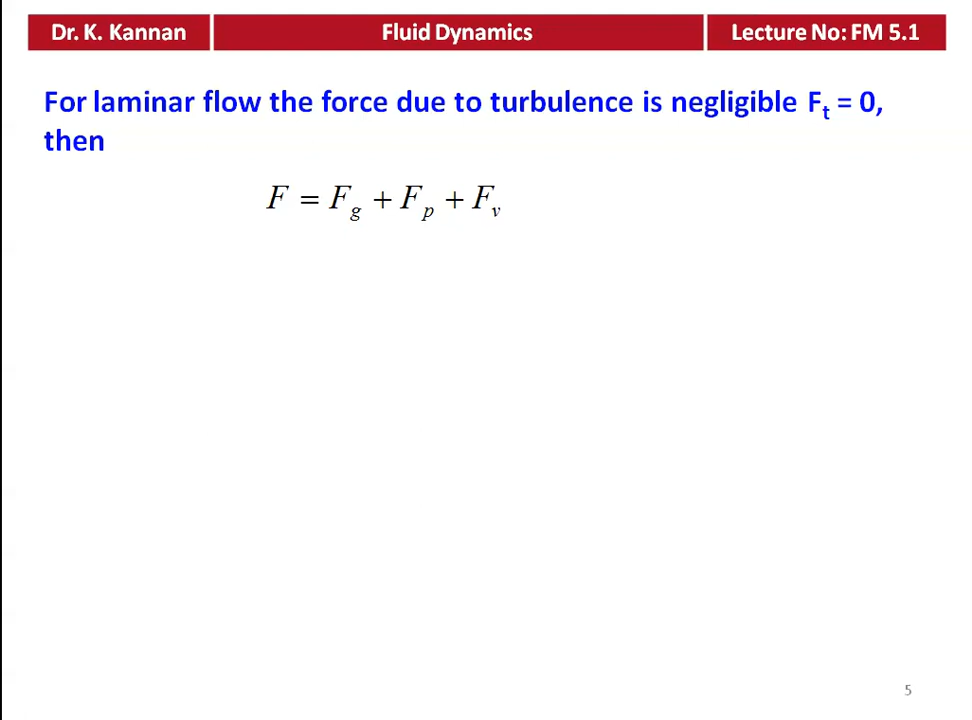 Dr. K. Kannan
Fluid Dynamics
Lecture No: FM 5.1
For laminar flow the force due to turbulence is negligible Ft = 0,
then
F = Fg + Fp + Fv
5